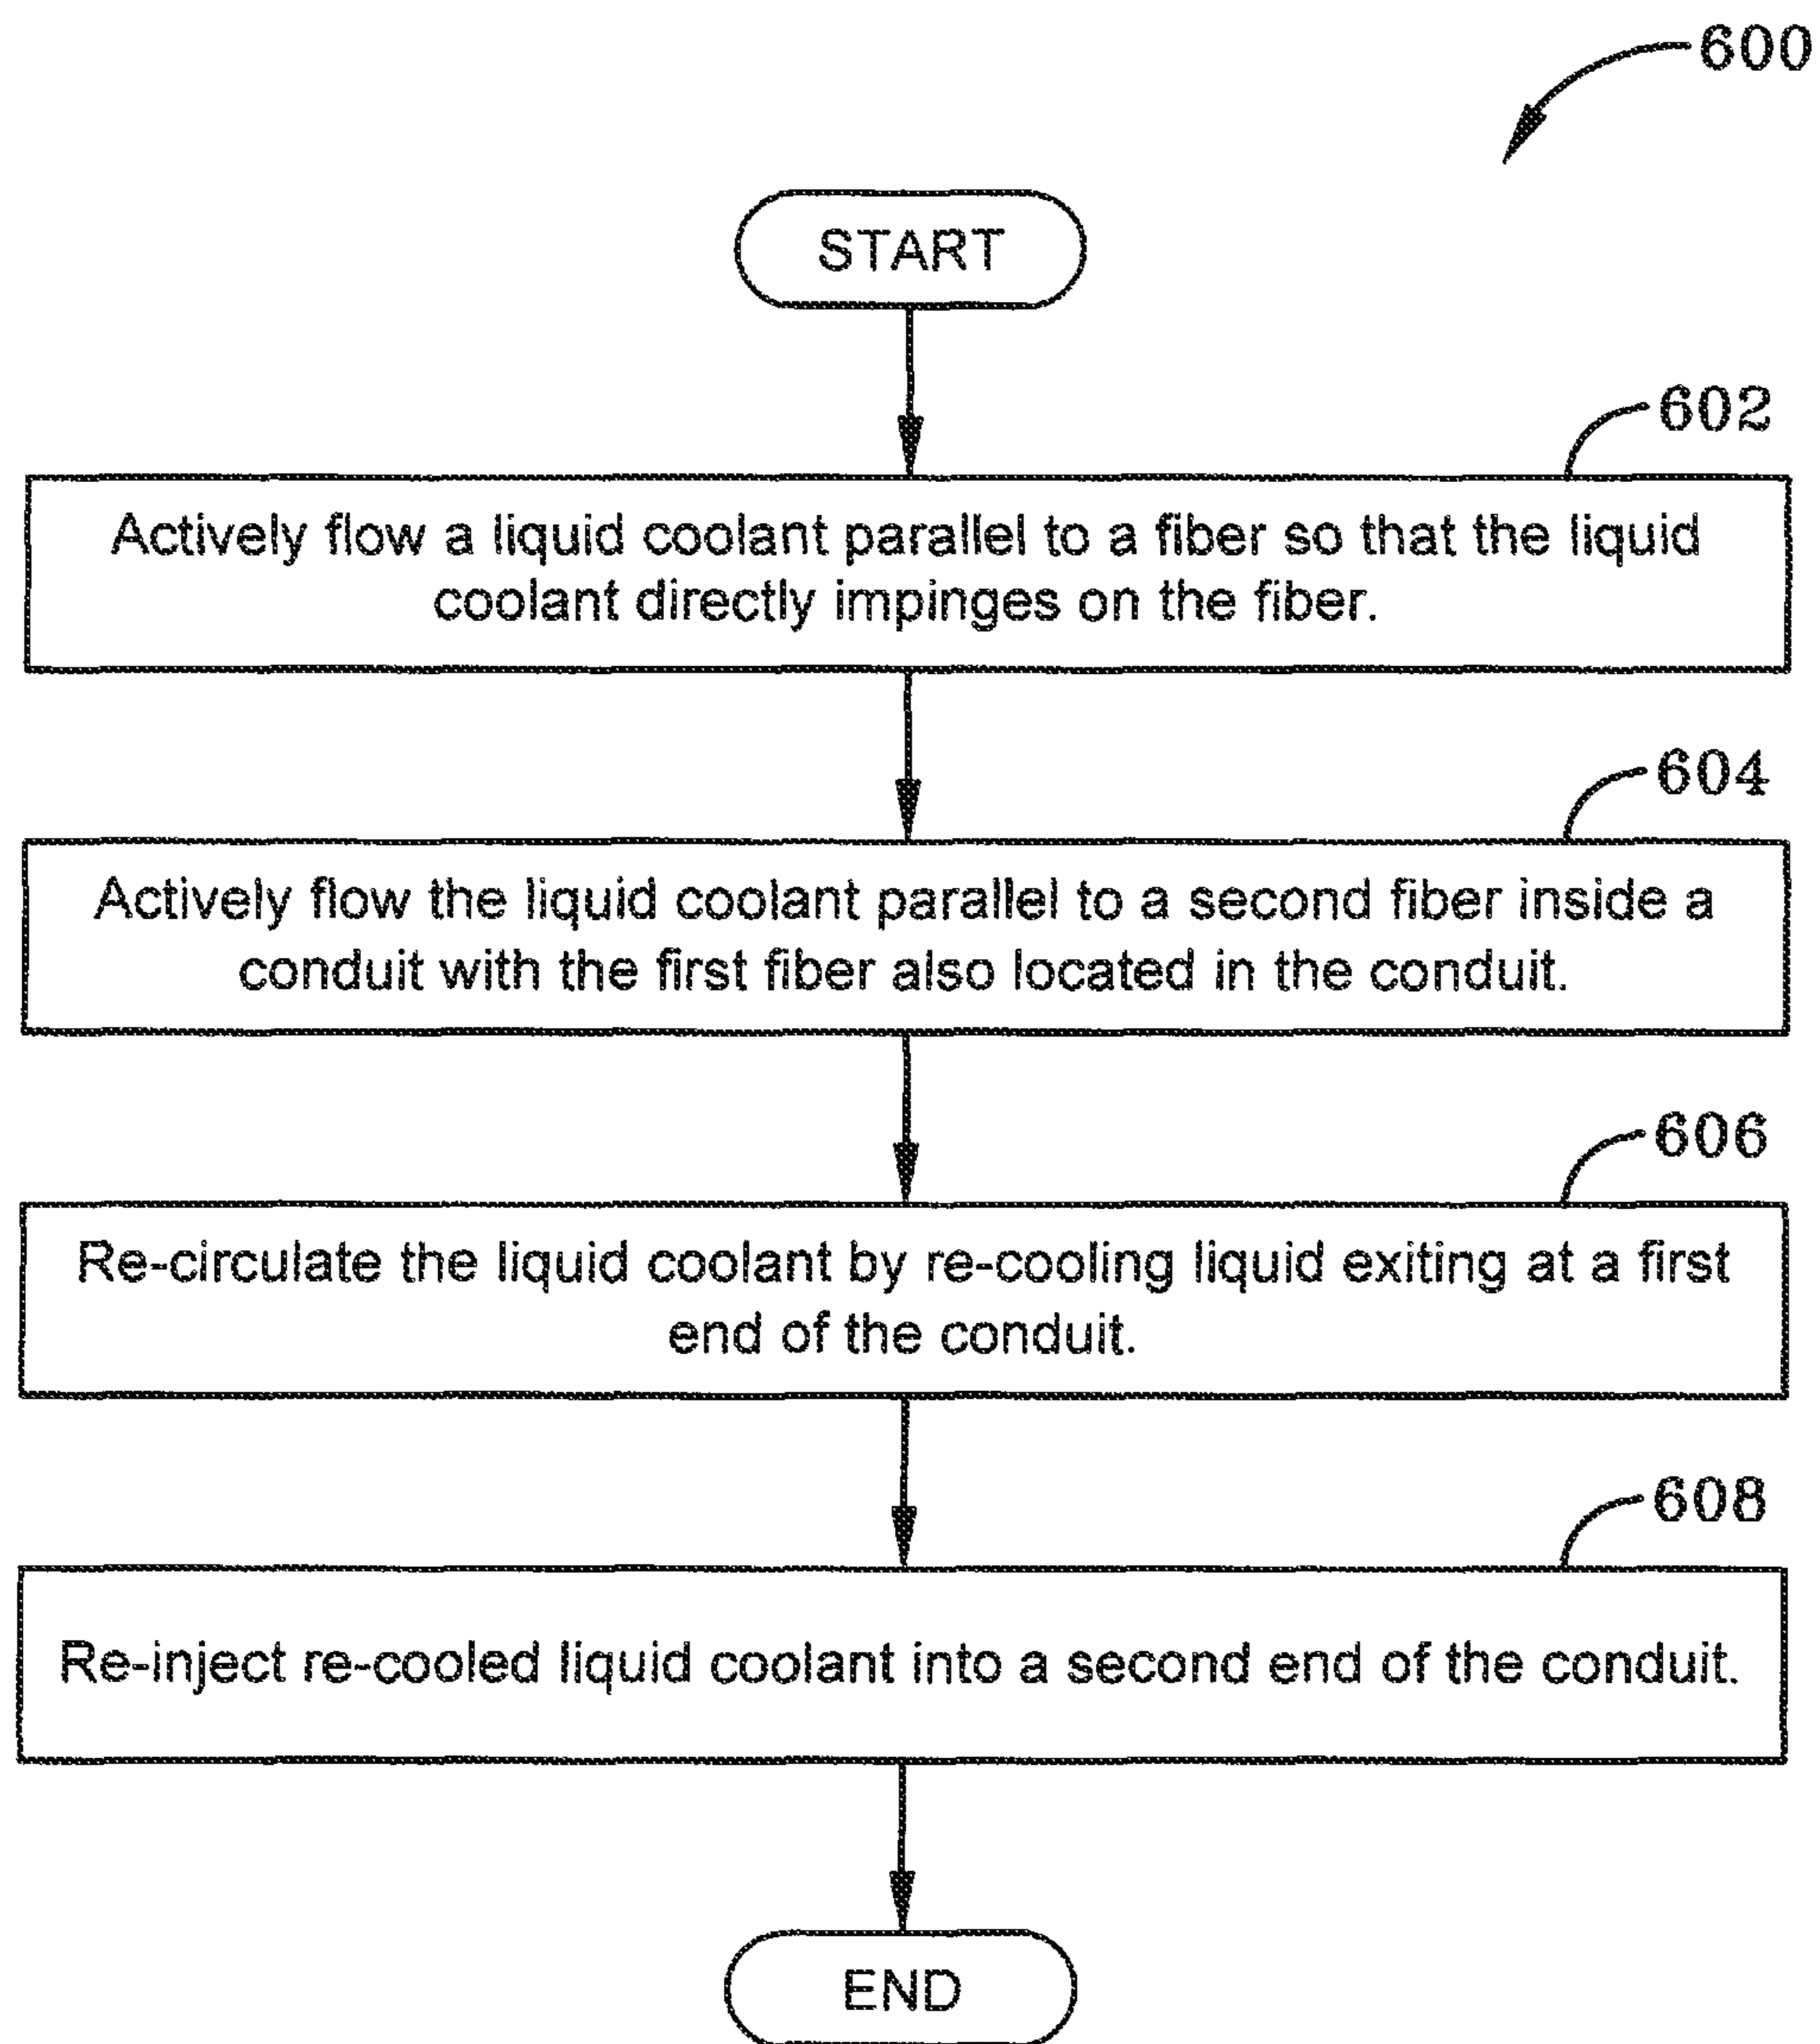 600
START
602
Actively flow a liquid coolant parallel to a fiber so that the liquid
coolant directly impinges on the fiber.
604
Actively flow the liquid coolant parallel to a second fiber inside a
conduit with the first fiber also located in the conduit.
606
Re-circulate the liquid coolant by re-cooling liquid exiting at a first
end of the conduit.
608
Re-inject re-cooled liquid coolant into a second end of the conduit.
END